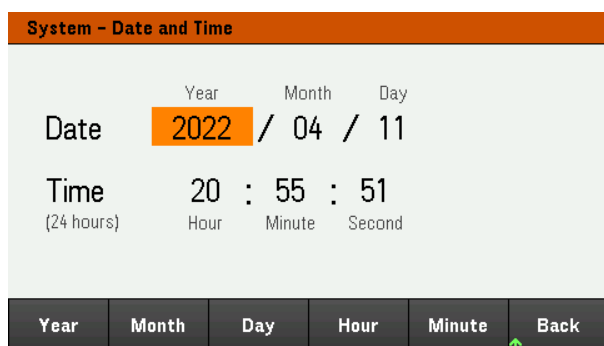 System - Date and Time
Year Month Day
Date 2022 / 04 / 11
Time 20 : 55 : 51
(24 hours) Hour Minute Second
Year Month Day Hour Minute Back